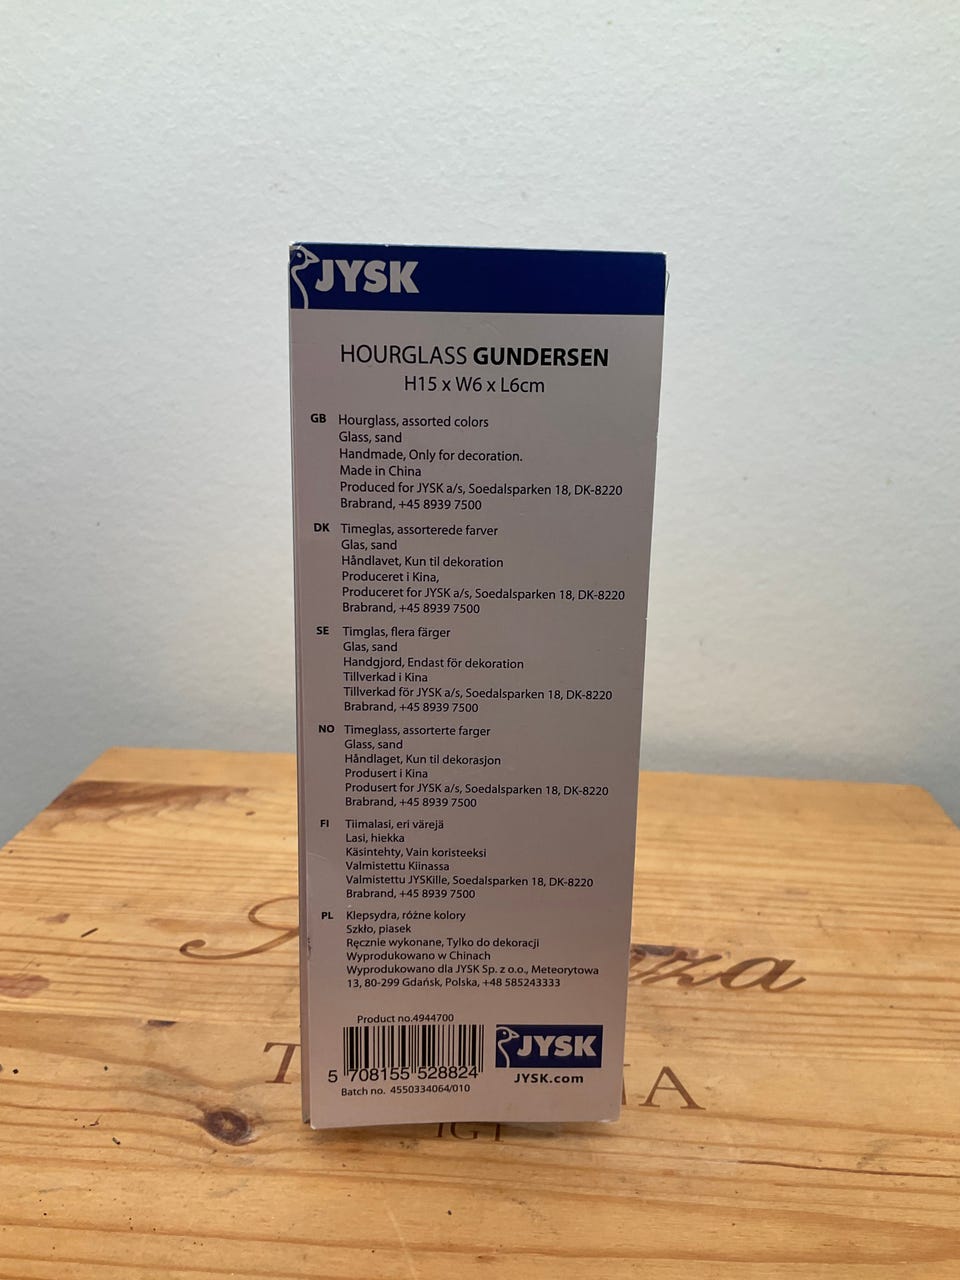 JYSK
HOURGLASS GUNDERSEN
H15 x W6 x L6cm
GB Hourglass, assorted colors
Glass, sand
Handmade, Only for decoration.
Made in China
Produced for JYSK a/s, Soedalsparken 18, DK-8220
Brabrand, +45 8939 7500
DK Timeglas, assorterede farver
Glas, sand
Håndlavet, Kun til dekoration
Produceret i Kina,
Produceret for JYSK a/s, Soedalsparken 18, DK-8220
Brabrand, +45 8939 7500
SE Timglas, flera färger
Glas, sand
Handgjord, Endast för dekoration
Tillverkad i Kina
Tillverkad för JYSK a/s, Soedalsparken 18, DK-8220
Brabrand, +45 8939 7500
NO Timeglass, assorterte farger
Glass, sand
Håndlaget, Kun til dekorasjon
Produsert i Kina
Produsert for JYSK a/s, Soedalsparken 18, DK-8220
Brabrand, +45 8939 7500
FI Tiimalasi, eri värejä
Lasi, hiekka
Käsintehty, Vain koristeeksi
Valmistettu Kiinassa
Valmistettu JYSKille, Soedalsparken 18, DK-8220
Brabrand, +45 8939 7500
PL Klepsydra, różne kolory
Szkło, piasek
Ręcznie wykonane, Tylko do dekoracji
Wyprodukowano w Chinach
Wyprodukowano dla JYSK Sp. z o.o., Meteorytowa
13, 80-299 Gdańsk, Polska, +48 585243333
Product no.4944700
5 708155 528824
Batch no. 4550334064/010
JYSK
JYSK.com
IGT